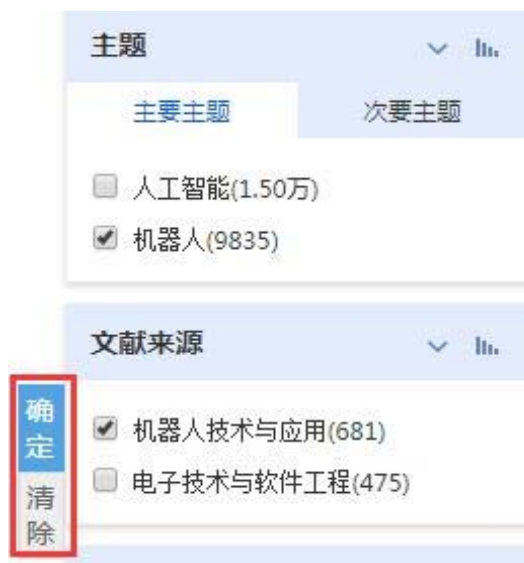 主题
主要主题 次要主题
人工智能(1.50万)
机器人(9835)
文献来源
机器人技术与应用(681)
电子技术与软件工程(475)
确定
清除